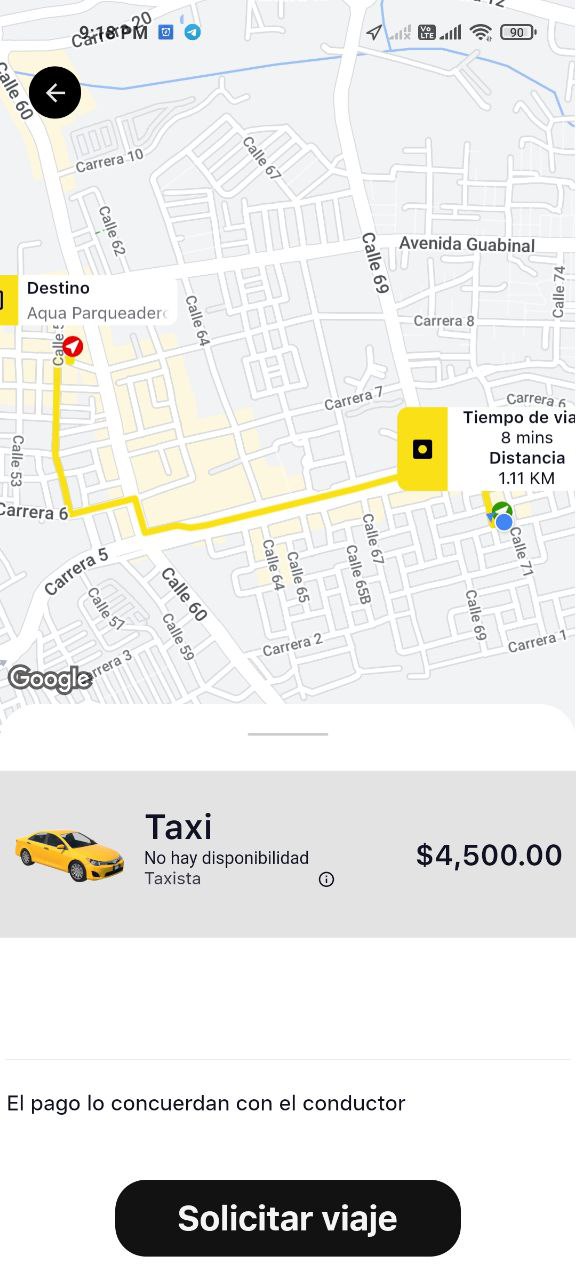 Carrera 20
9:18 PM
VoLTE
90
Calle 60
Carrera 10
Calle 67
Calle 62
Calle 69
Avenida Guabinal
Calle 74
Destino
Aqua Parqueadero
Calle 64
Carrera 8
Carrera 7
Carrera 6
Tiempo de via
8 mins
Distancia
1.11 KM
Calle 53
Carrera 6
Calle 67
Calle 71
Carrera 5
Calle 64
Calle 65
Calle 65B
Calle 60
Calle 57
Calle 59
Calle 69
Carrera 2
Carrera 1
Google
Taxi
No hay disponibilidad
Taxista
$4,500.00
El pago lo concuerdan con el conductor
Solicitar viaje